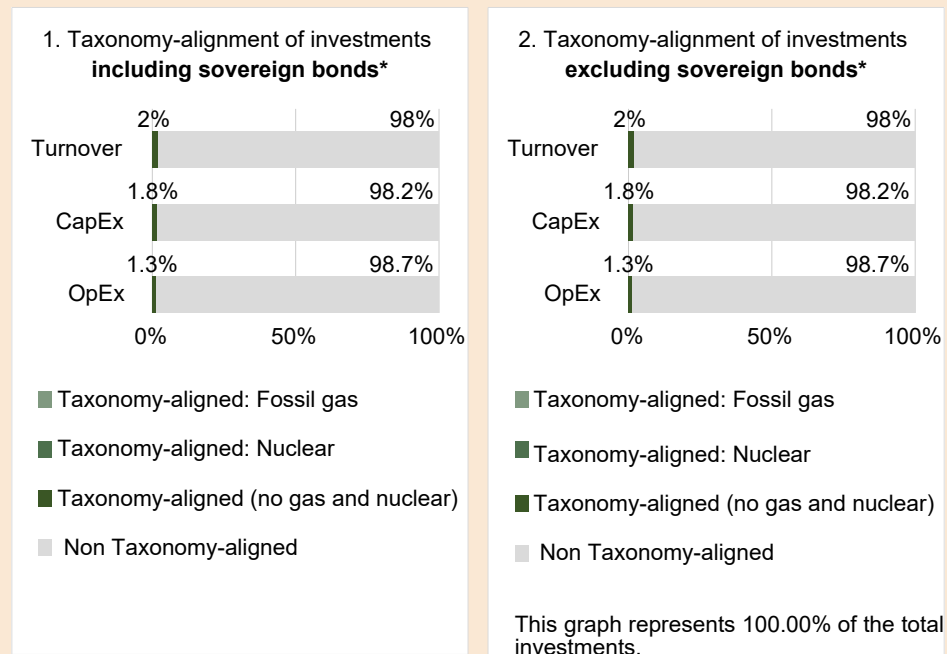 1. Taxonomy-alignment of investments
including sovereign bonds*
2% 98%
Turnover
1.8% 98.2%
CapEx
1.3% 98.7%
OpEx
0% 50% 100%
Taxonomy-aligned: Fossil gas
Taxonomy-aligned: Nuclear
Taxonomy-aligned (no gas and nuclear)
Non Taxonomy-aligned
2. Taxonomy-alignment of investments
excluding sovereign bonds*
2% 98%
Turnover
1.8% 98.2%
CapEx
1.3% 98.7%
OpEx
0% 50% 100%
Taxonomy-aligned: Fossil gas
Taxonomy-aligned: Nuclear
Taxonomy-aligned (no gas and nuclear)
Non Taxonomy-aligned
This graph represents 100.00% of the total
investments.